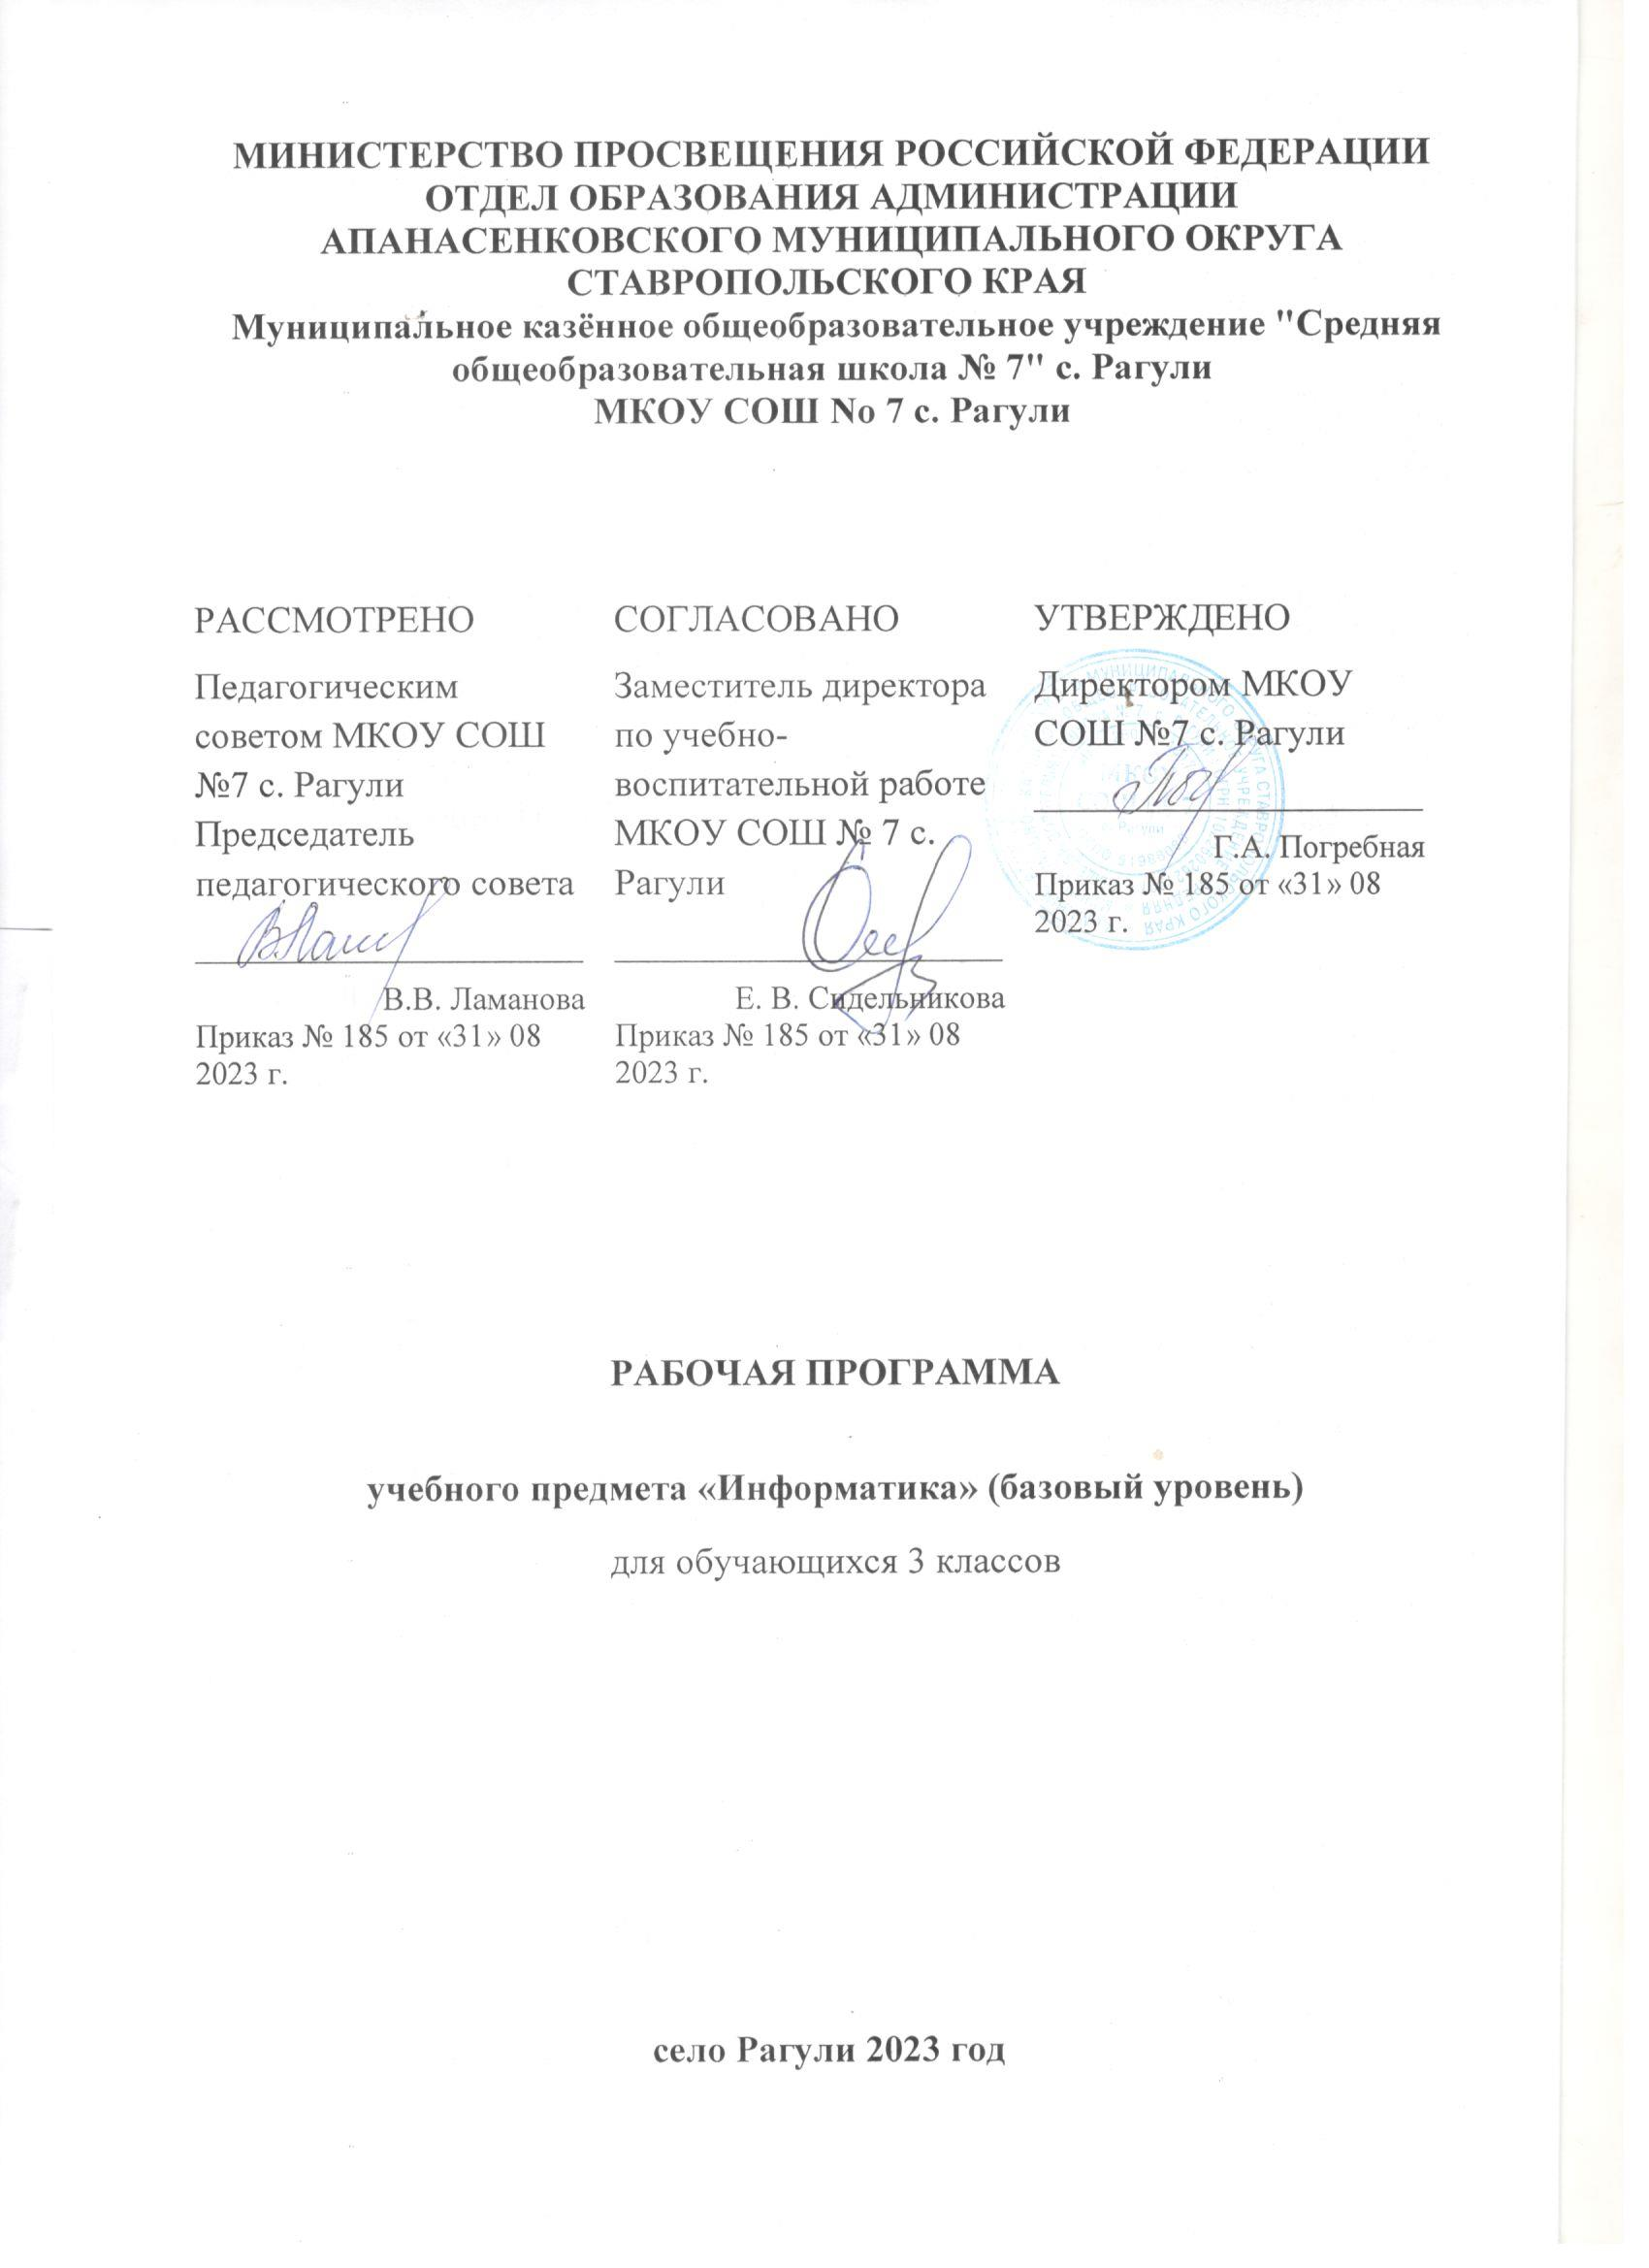 МИНИСТЕРСТВО ПРОСВЕЩЕНИЯ РОССИЙСКОЙ ФЕДЕРАЦИИ
ОТДЕЛ ОБРАЗОВАНИЯ АДМИНИСТРАЦИИ
АПАНАСЕНКОВСКОГО МУНИЦИПАЛЬНОГО ОКРУГА
СТАВРОПОЛЬСКОГО КРАЯ
Муниципальное казённое общеобразовательное учреждение "Средняя
общеобразовательная школа № 7" с. Рагули
МКОУ СОШ No 7 с. Рагули
РАССМОТРЕНО
Педагогическим
советом МКОУ СОШ
№7 с. Рагули
Председатель
педагогического совета
В.В. Ламанова
Приказ № 185 от «31» 08
2023 г.
СОГЛАСОВАНО
Заместитель директора
по учебно-
воспитательной работе
МКОУ СОШ № 7 с.
Рагули
Е. В. Сидельникова
Приказ № 185 от «31» 08
2023 г.
УТВЕРЖДЕНО
Директором МКОУ
СОШ №7 с. Рагули
Г.А. Погребная
Приказ № 185 от «31» 08
2023 г.
РАБОЧАЯ ПРОГРАММА
учебного предмета «Информатика» (базовый уровень)
для обучающихся 3 классов
село Рагули 2023 год